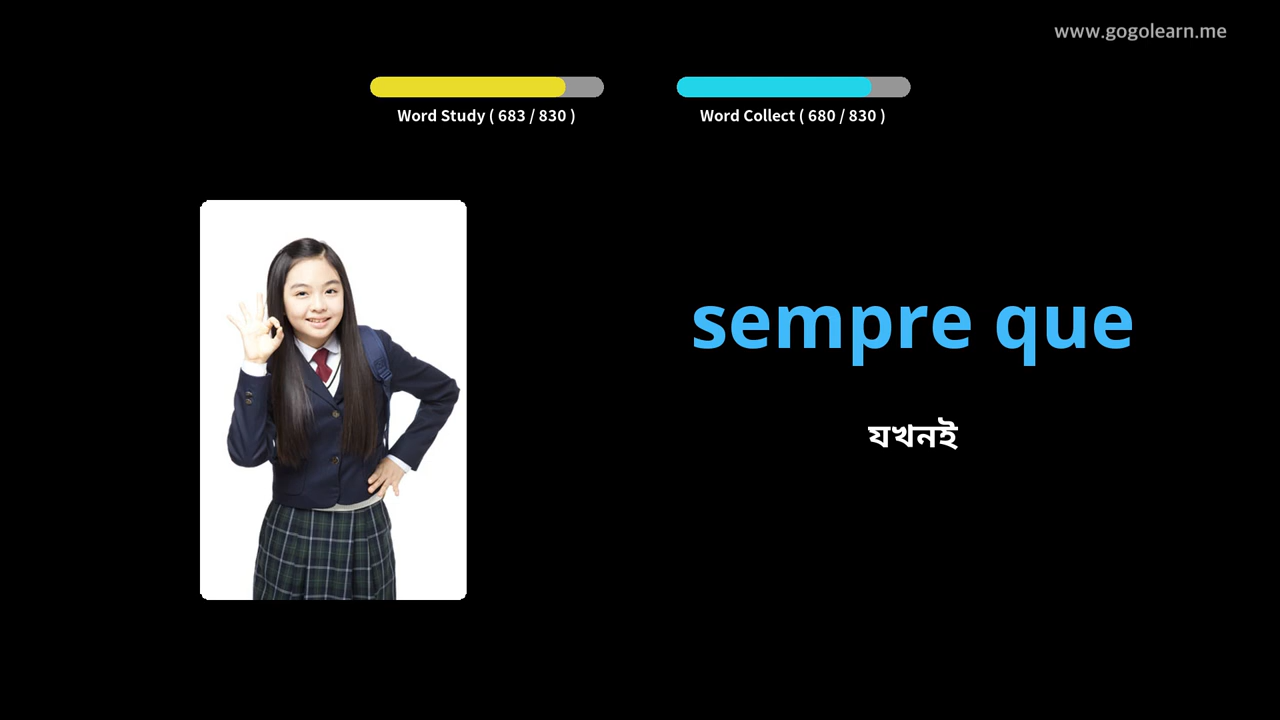 www.gogolearn.me
Word Study ( 683 / 830 )
Word Collect ( 680 / 830 )
sempre que
যখনই